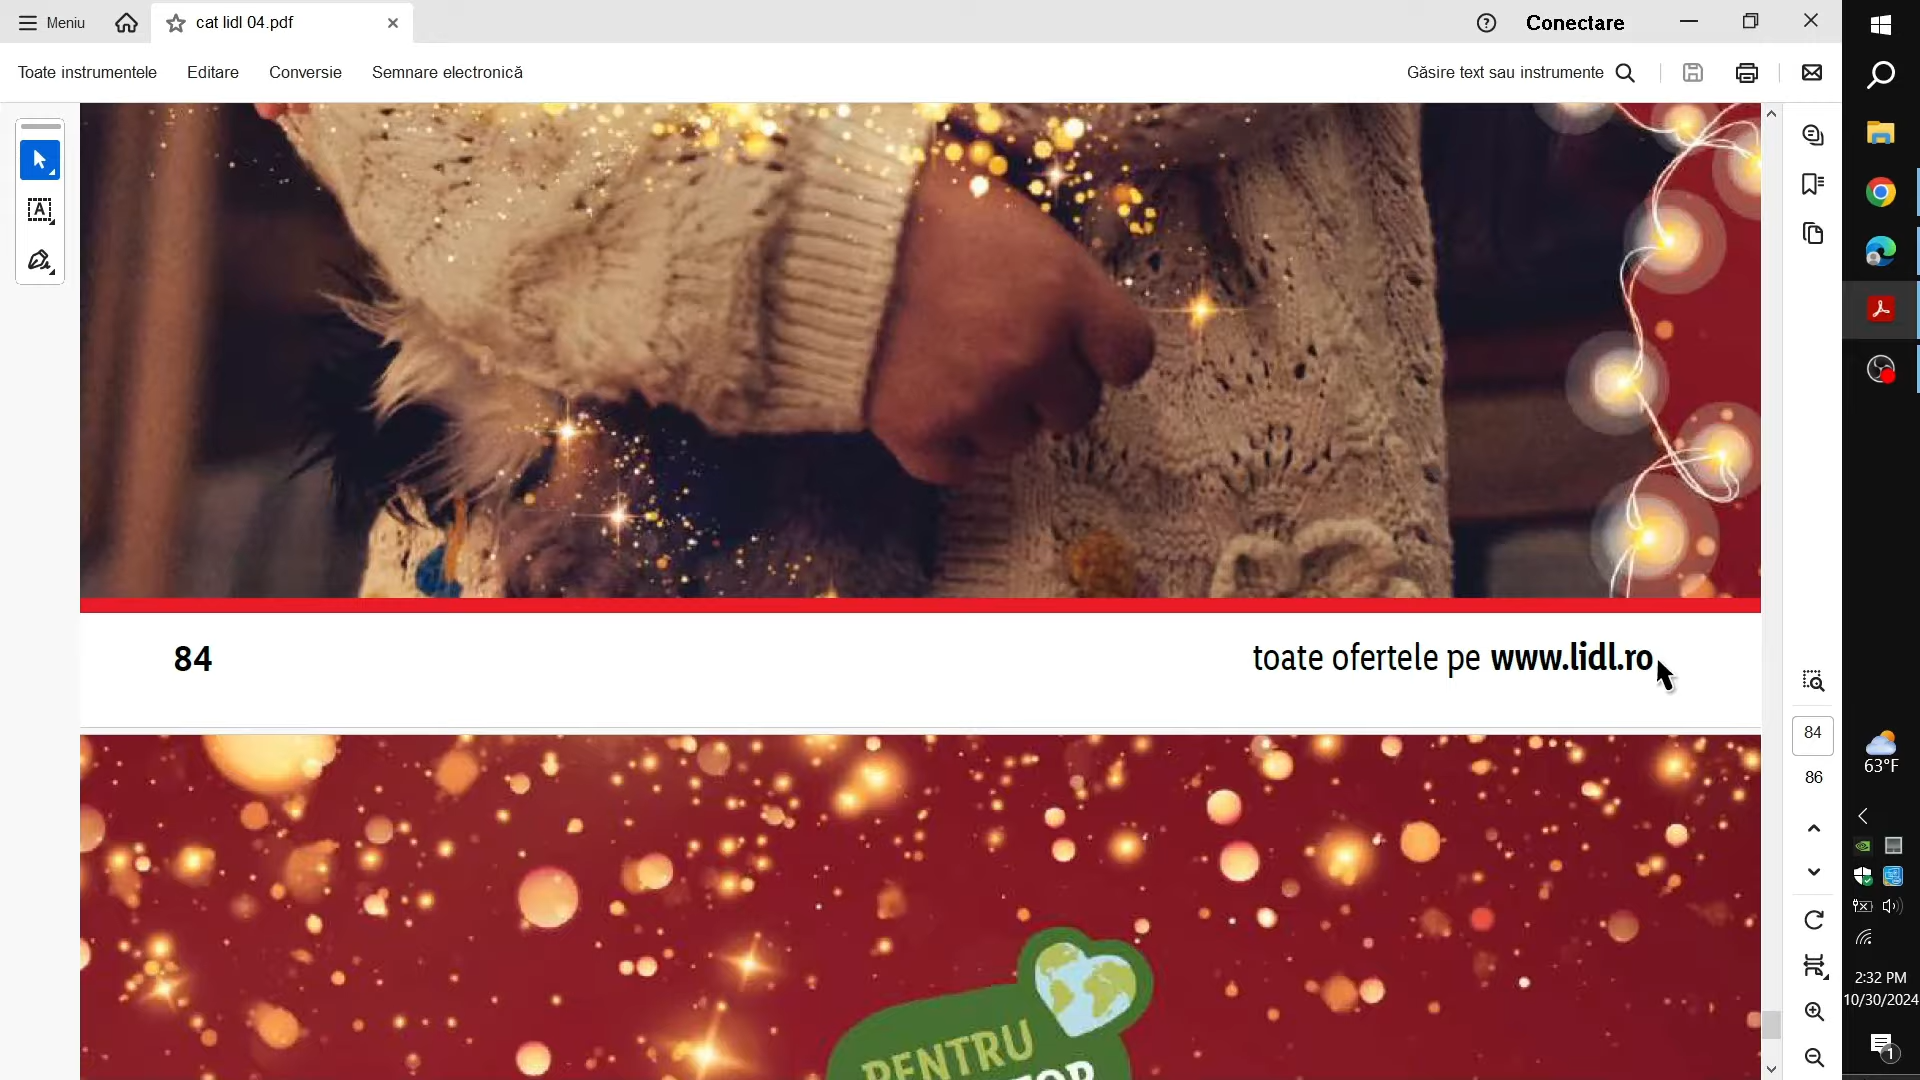 Meniu
cat lidl 04.pdf
Conectare
Toate instrumentele
Editare
Conversie
Semnare electronică
Găsire text sau instrumente
84
toate ofertele pe www.lidl.ro
PENTRU
84
86
63°F
2:32 PM
10/30/2024
1